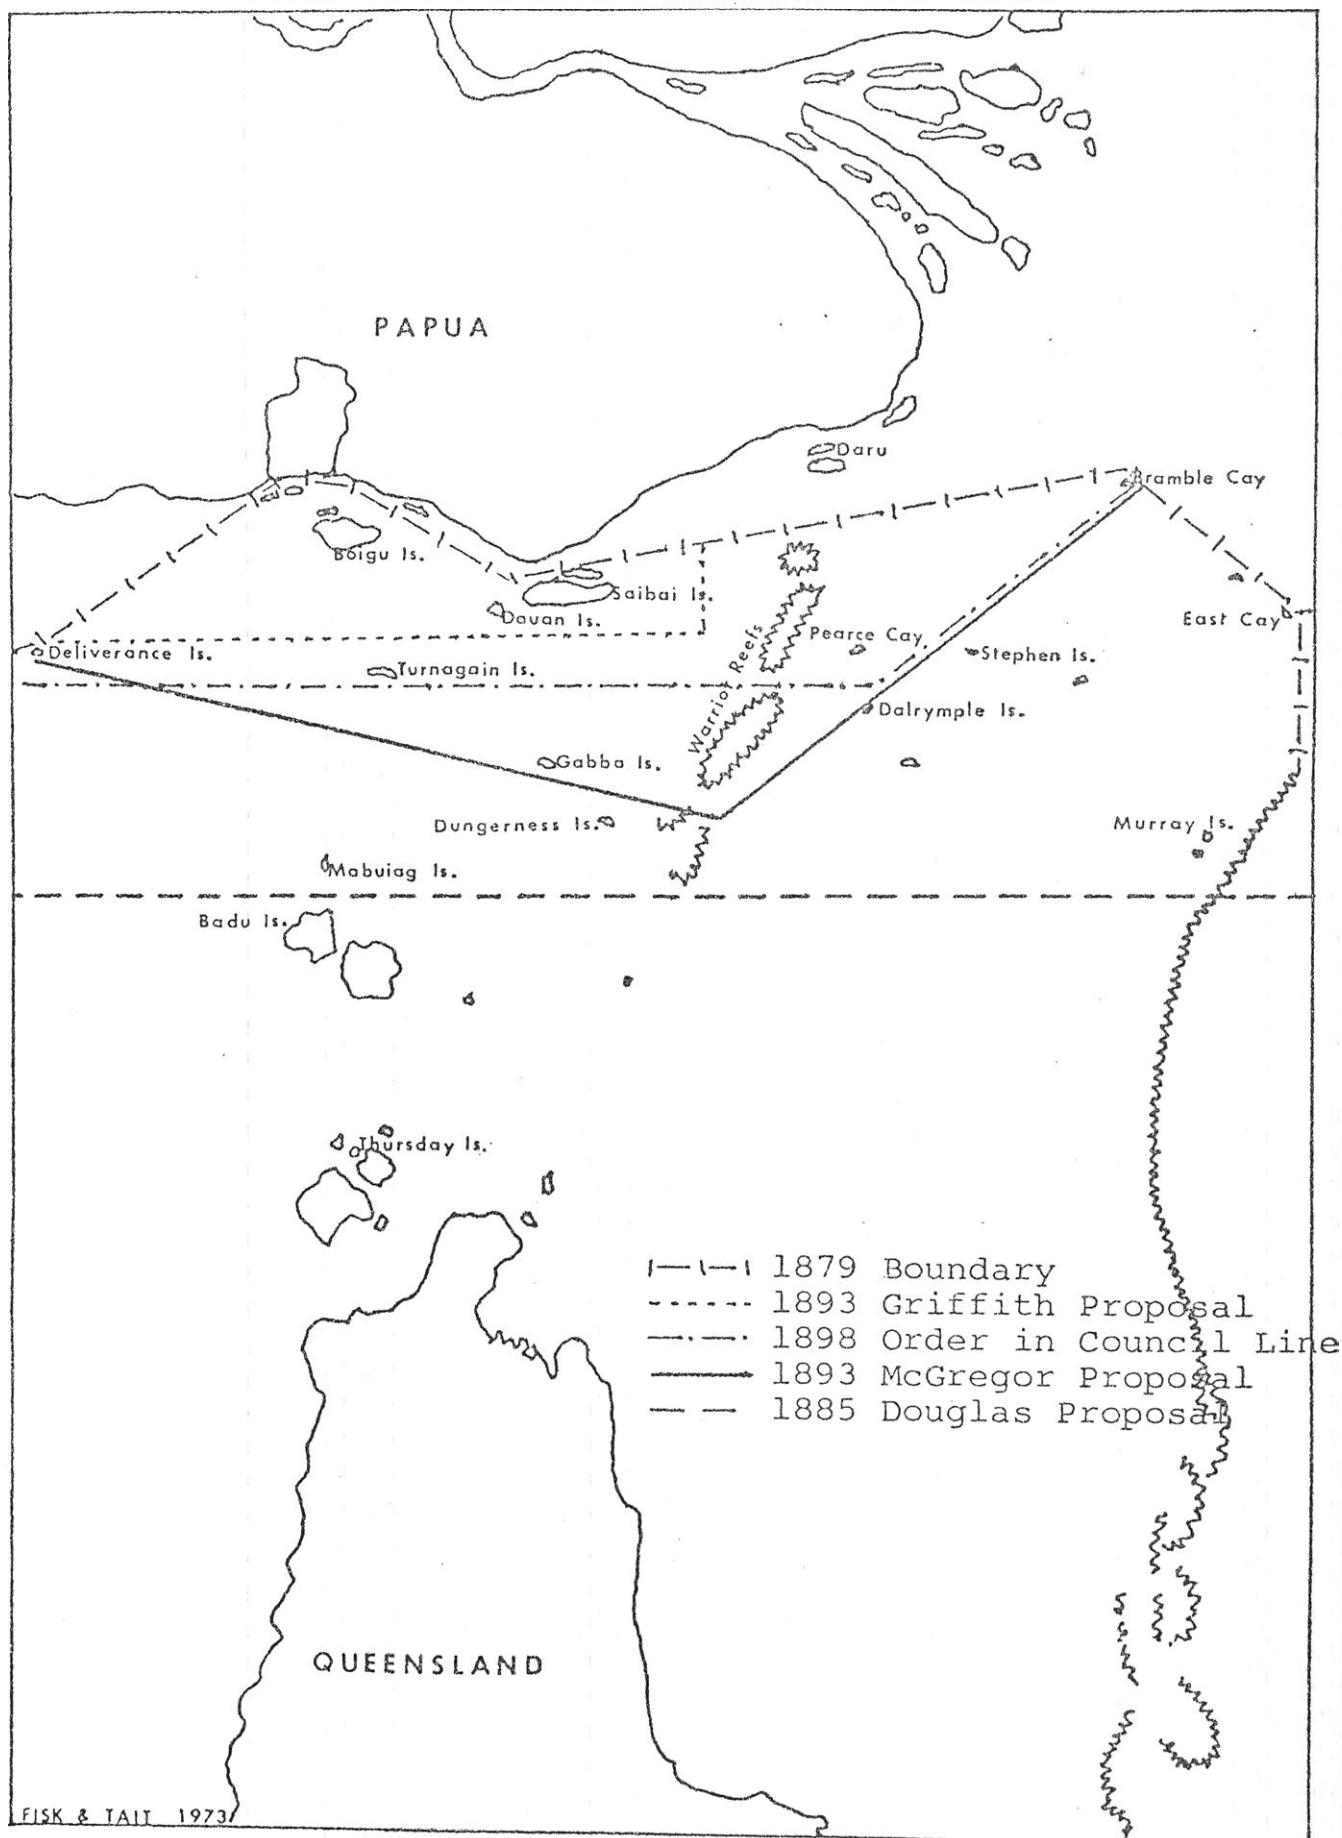 PAPUA
Daru
Bramble Cay
Boigu Is.
Saibai Is.
East Cay
Dauan Is.
Pearce Cay
Deliverance Is.
Stephen Is.
Turnagain Is.
Warrior Reefs
Dalrymple Is.
Gabba Is.
Dungerness Is.
Murray Is.
Mabuiag Is.
Badu Is.
Thursday Is.
1879 Boundary
1893 Griffith Proposal
1898 Order in Council Line
1893 McGregor Proposal
1885 Douglas Proposal
QUEENSLAND
FISK & TAIT 1973